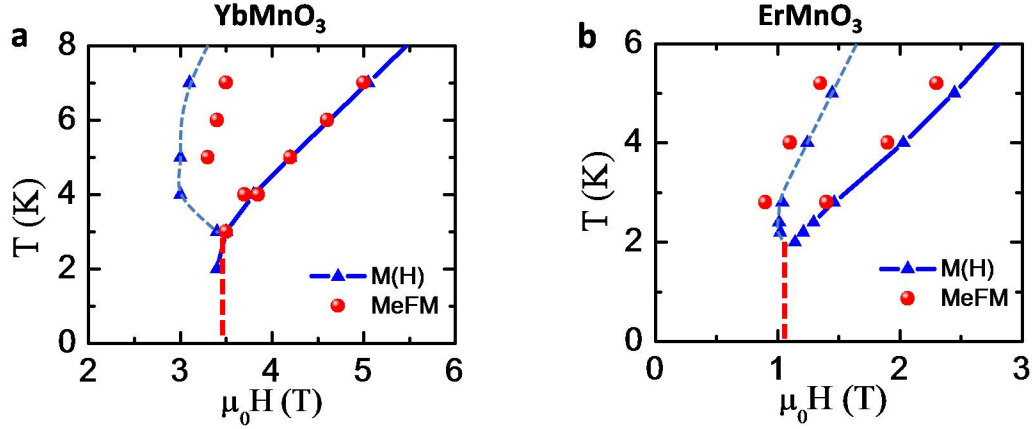 YbMnO₃
a
8
6
4
2
0
T (K)
M(H)
MeFM
2 3 4 5 6
μ₀H (T)
ErMnO₃
b
6
4
2
0
T (K)
M(H)
MeFM
0 1 2 3
μ₀H (T)